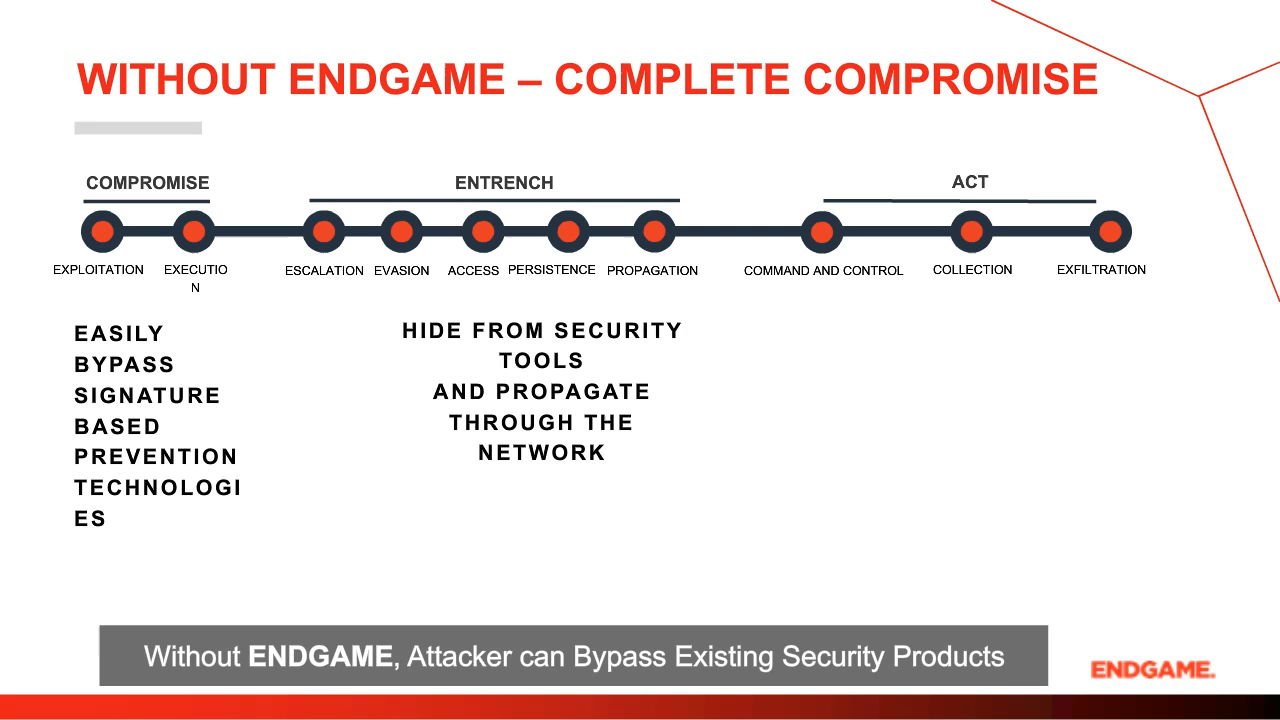 WITHOUT ENDGAME – COMPLETE COMPROMISE
COMPROMISE
ENTRENCH
ACT
EXPLOITATION
EXECUTIO
N
ESCALATION
EVASION
ACCESS
PERSISTENCE
PROPAGATION
COMMAND AND CONTROL
COLLECTION
EXFILTRATION
EASILY
BYPASS
SIGNATURE
BASED
PREVENTION
TECHNOLOGI
ES
HIDE FROM SECURITY
TOOLS
AND PROPAGATE
THROUGH THE
NETWORK
Without ENDGAME, Attacker can Bypass Existing Security Products
ENDGAME.